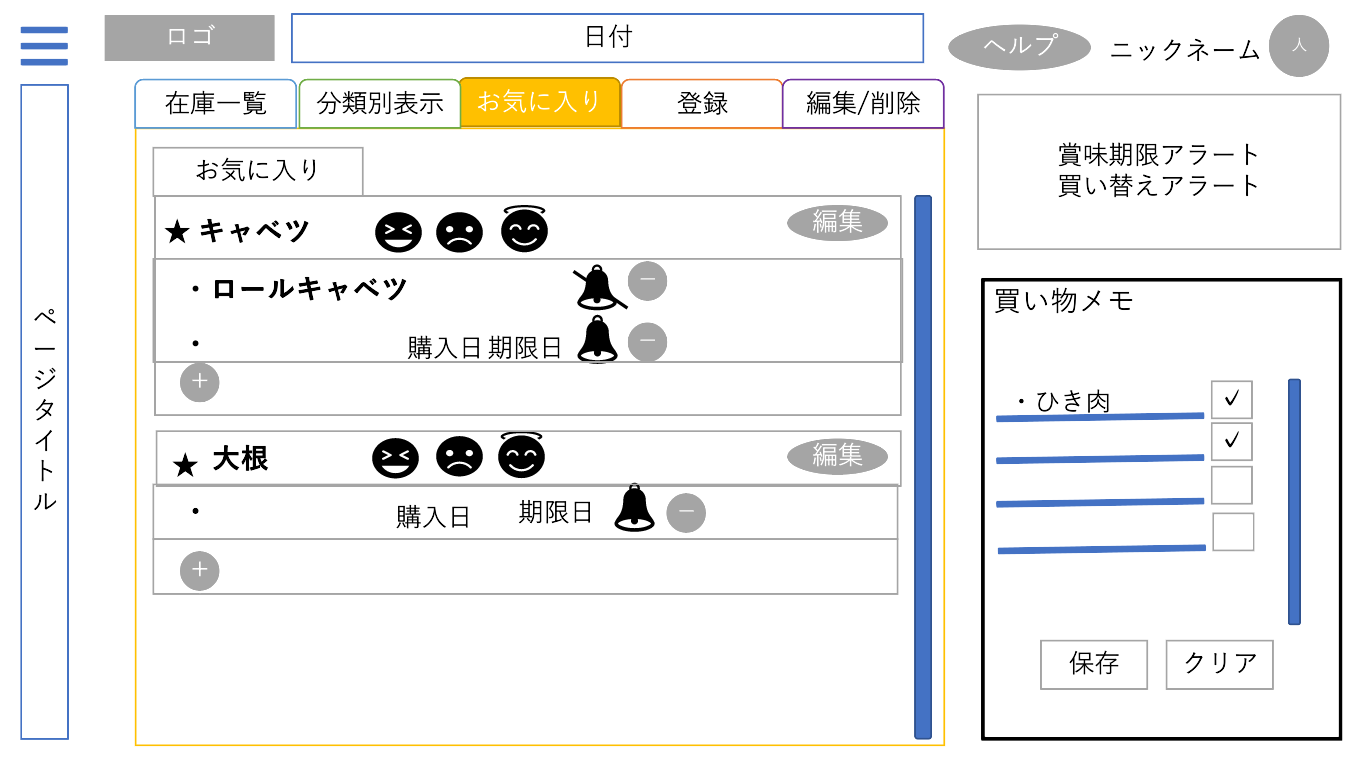 ロゴ
日付
ヘルプ
ニックネーム
人
在庫一覧
分類別表示
お気に入り
登録
編集/削除
ページタイトル
お気に入り
★ キャベツ
編集
・ロールキャベツ
−
・
購入日 期限日
−
+
★ 大根
編集
・
購入日
期限日
−
+
賞味期限アラート
買い替えアラート
買い物メモ
・ひき肉
✓
✓
保存
クリア